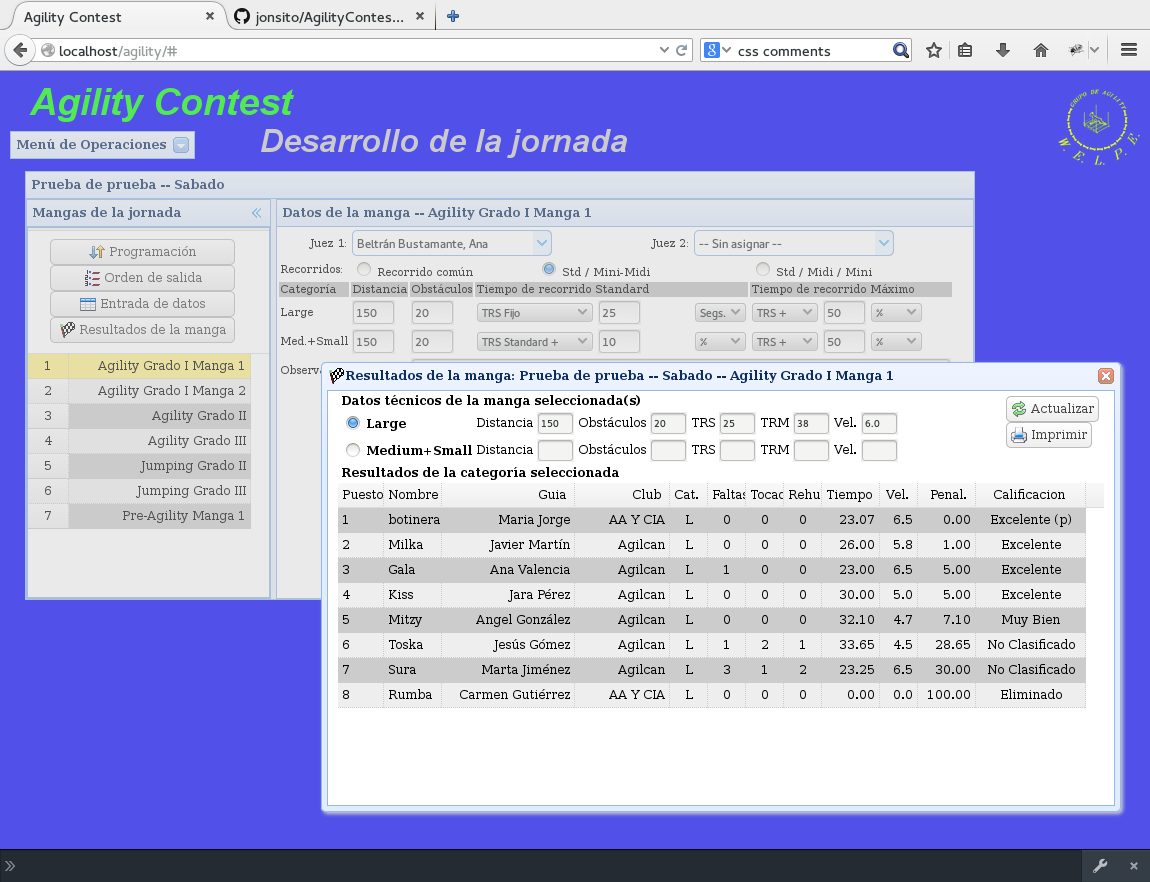 Agility Contest
jonsito/AgilityContes...
localhost/agility/#
css comments
Agility Contest
GRUPO DE AGILITY
W.E.L.P.E.
Menú de Operaciones
Desarrollo de la jornada
Prueba de prueba -- Sabado
Mangas de la jornada
Datos de la manga -- Agility Grado I Manga 1
Programación
Orden de salida
Entrada de datos
Resultados de la manga
1 Agility Grado I Manga 1
2 Agility Grado I Manga 2
3 Agility Grado II
4 Agility Grado III
5 Jumping Grado II
6 Jumping Grado III
7 Pre-Agility Manga 1
Juez 1: Beltrán Bustamante, Ana Juez 2: -- Sin asignar --
Recorridos: Recorrido común Std / Mini-Midi Std / Midi / Mini
Categoría Distancia Obstáculos Tiempo de recorrido Standard Tiempo de recorrido Máximo
Large 150 20 TRS Fijo 25 Segs. TRS + 50 %
Med.+Small 150 20 TRS Standard + 10 % TRS + 50 %
Observa
Resultados de la manga: Prueba de prueba -- Sabado -- Agility Grado I Manga 1
Datos técnicos de la manga seleccionada(s)
Actualizar
Large Distancia 150 Obstáculos 20 TRS 25 TRM 38 Vel. 6.0
Imprimir
Medium+Small Distancia Obstáculos TRS TRM Vel.
Resultados de la categoría seleccionada
Puesto Nombre Guia Club Cat. Faltas Tocad Rehu Tiempo Vel. Penal. Calificacion
1 botinera Maria Jorge AA Y CIA L 0 0 0 23.07 6.5 0.00 Excelente (p)
2 Milka Javier Martín Agilcan L 0 0 0 26.00 5.8 1.00 Excelente
3 Gala Ana Valencia Agilcan L 1 0 0 23.00 6.5 5.00 Excelente
4 Kiss Jara Pérez Agilcan L 0 0 0 30.00 5.0 5.00 Excelente
5 Mitzy Angel González Agilcan L 0 0 0 32.10 4.7 7.10 Muy Bien
6 Toska Jesús Gómez Agilcan L 1 2 1 33.65 4.5 28.65 No Clasificado
7 Sura Marta Jiménez Agilcan L 3 1 2 23.25 6.5 30.00 No Clasificado
8 Rumba Carmen Gutiérrez AA Y CIA L 0 0 0 0.00 0.0 100.00 Eliminado